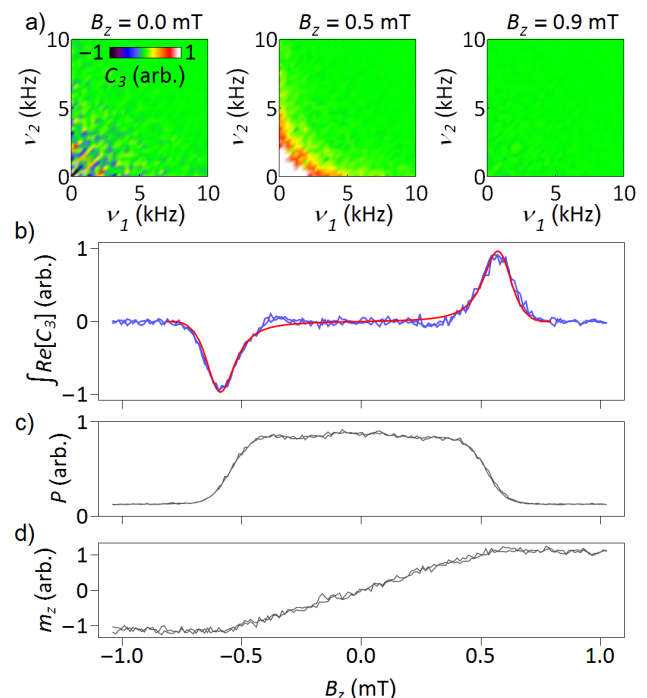 a)
B_z = 0.0 mT
B_z = 0.5 mT
B_z = 0.9 mT
10
5
0
ν_2 (kHz)
−1 1
C_3 (arb.)
0 5 10
ν_1 (kHz)
10
5
0
ν_2 (kHz)
0 5 10
ν_1 (kHz)
10
5
0
ν_2 (kHz)
0 5 10
ν_1 (kHz)
b)
1
0
−1
∫ Re[C_3] (arb.)
c)
1
0
P (arb.)
d)
1
0
−1
m_z (arb.)
−1.0 −0.5 0.0 0.5 1.0
B_z (mT)